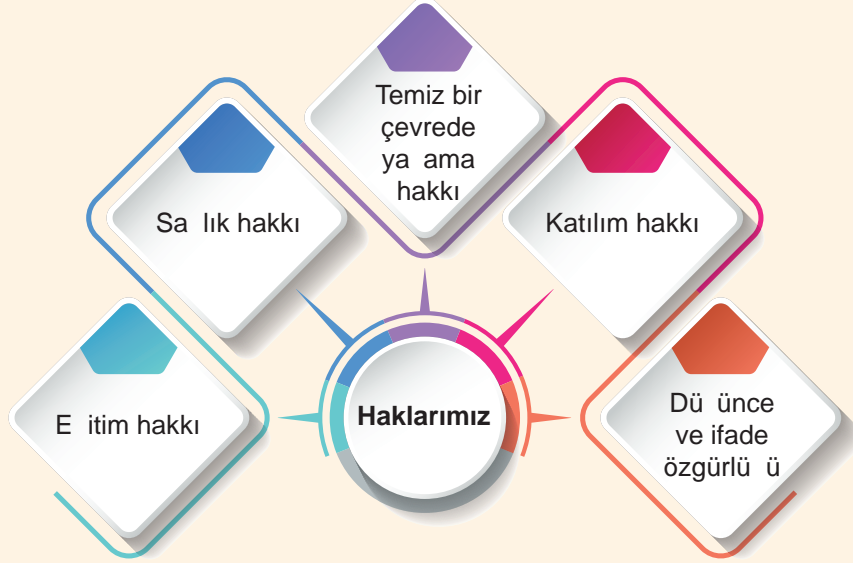 Temiz bir
çevrede
ya ama
hakkı
Sa lık hakkı
Katılım hakkı
E itim hakkı
Haklarımız
Dü ünce
ve ifade
özgürlü ü